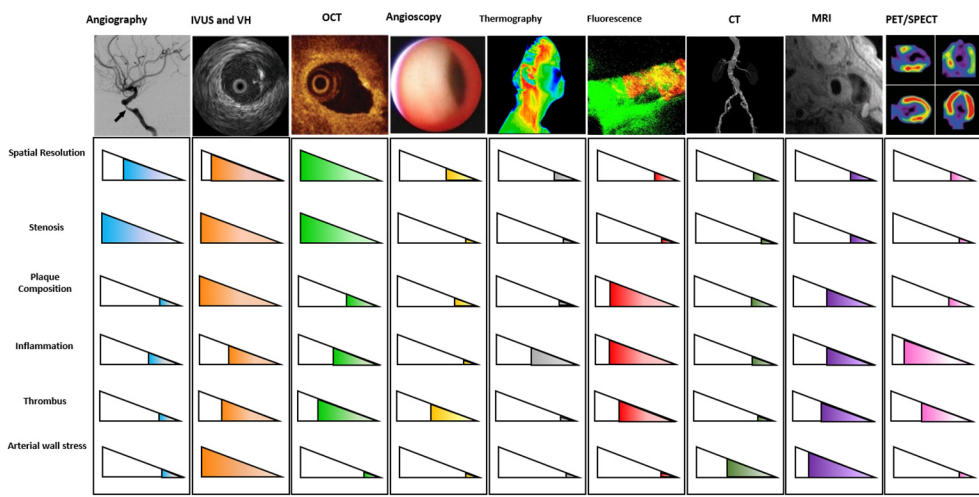 Angiography IVUS and VH OCT Angioscopy Thermography Fluorescence CT MRI PET/SPECT
Spatial Resolution
Stenosis
Plaque
Composition
Inflammation
Thrombus
Arterial wall stress